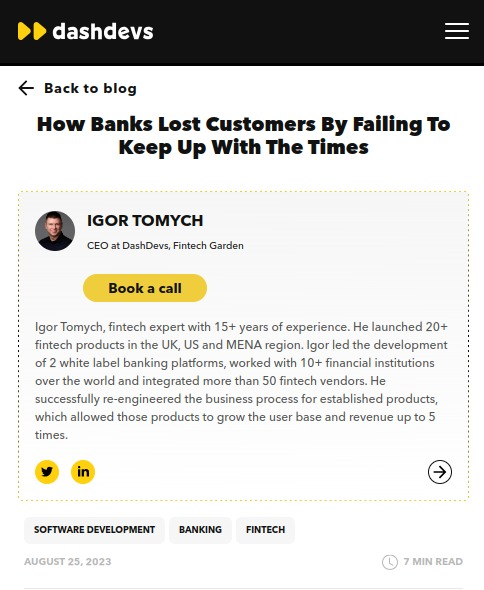 dashdevs
Back to blog
How Banks Lost Customers By Failing To
Keep Up With The Times
IGOR TOMYCH
CEO at DashDevs, Fintech Garden
Book a call
Igor Tomych, fintech expert with 15+ years of experience. He launched 20+
fintech products in the UK, US and MENA region. Igor led the development
of 2 white label banking platforms, worked with 10+ financial institutions
over the world and integrated more than 50 fintech vendors. He
successfully re-engineered the business process for established products,
which allowed those products to grow the user base and revenue up to 5
times.
in
SOFTWARE DEVELOPMENT BANKING FINTECH
AUGUST 25, 2023 7 MIN READ